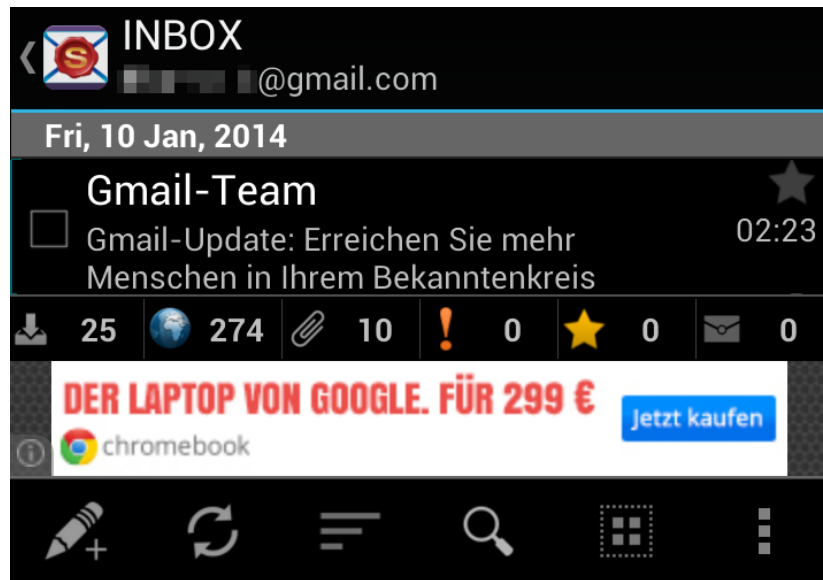 INBOX
@gmail.com
Fri, 10 Jan, 2014
Gmail-Team
Gmail-Update: Erreichen Sie mehr
02:23
Menschen in Ihrem Bekanntenkreis
25 274 10 0 0 0
DER LAPTOP VON GOOGLE. FÜR 299 €
Jetzt kaufen
chromebook